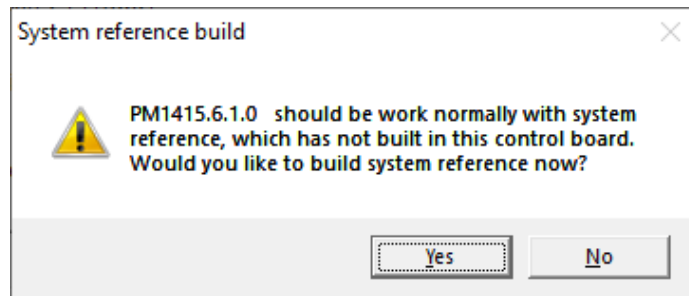 System reference build
PM1415.6.1.0 should be work normally with system
reference, which has not built in this control board.
Would you like to build system reference now?
Yes
No